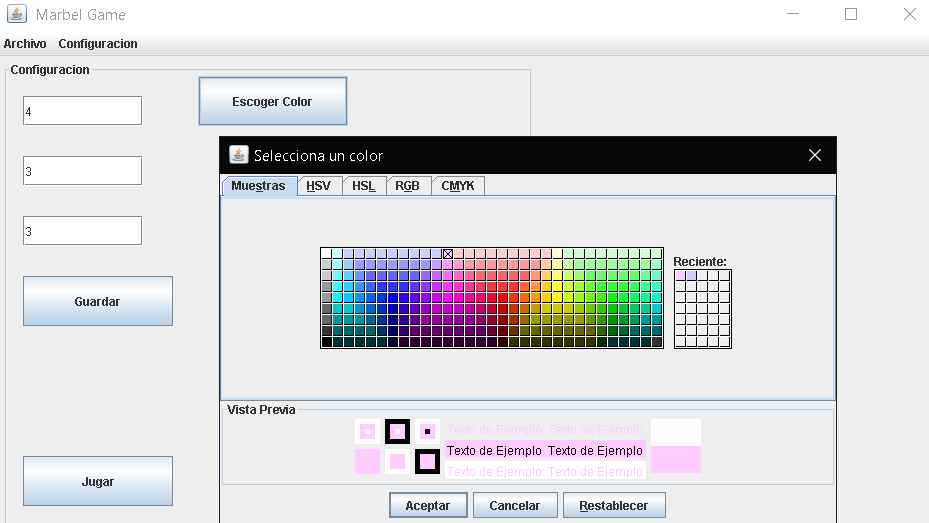 Marbel Game
Archivo Configuracion
Configuracion
Escoger Color
4
3
3
Guardar
Jugar
Selecciona un color
Muestras HSV HSL RGB CMYK
Reciente:
Vista Previa
Texto de Ejemplo Texto de Ejemplo
Texto de Ejemplo Texto de Ejemplo
Texto de Ejemplo Texto de Ejemplo
Aceptar Cancelar Restablecer